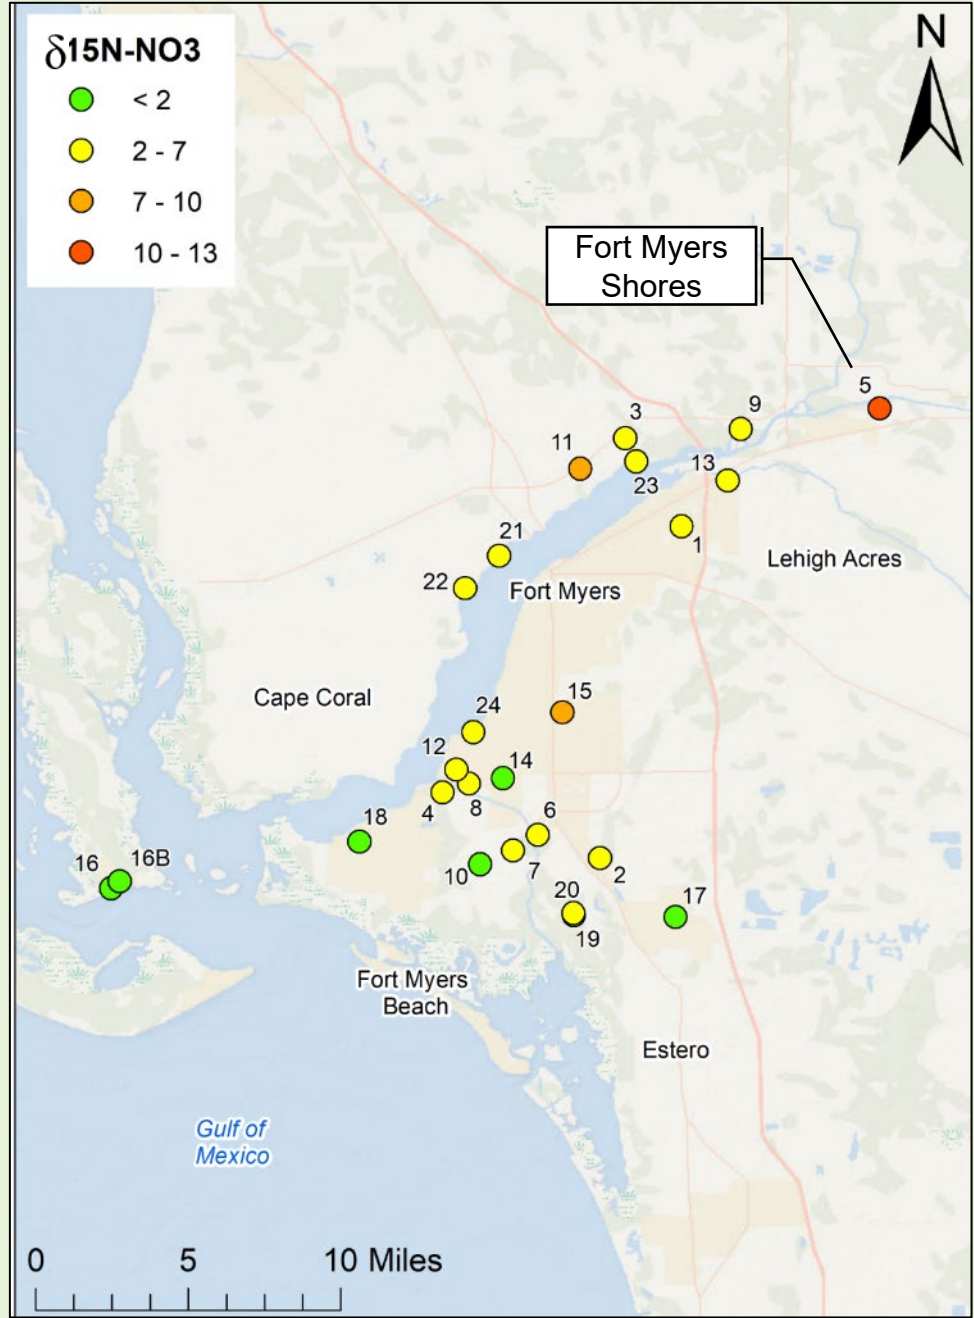 δ15N-NO3
< 2
2 - 7
7 - 10
10 - 13
N
Fort Myers
Shores
5
9
3
11
13
23
1
21
Lehigh Acres
22
Fort Myers
Cape Coral
15
24
12
14
8
4
18
6
16
16B
10
7
2
20
17
19
Fort Myers
Beach
Estero
Gulf of
Mexico
0 5 10 Miles